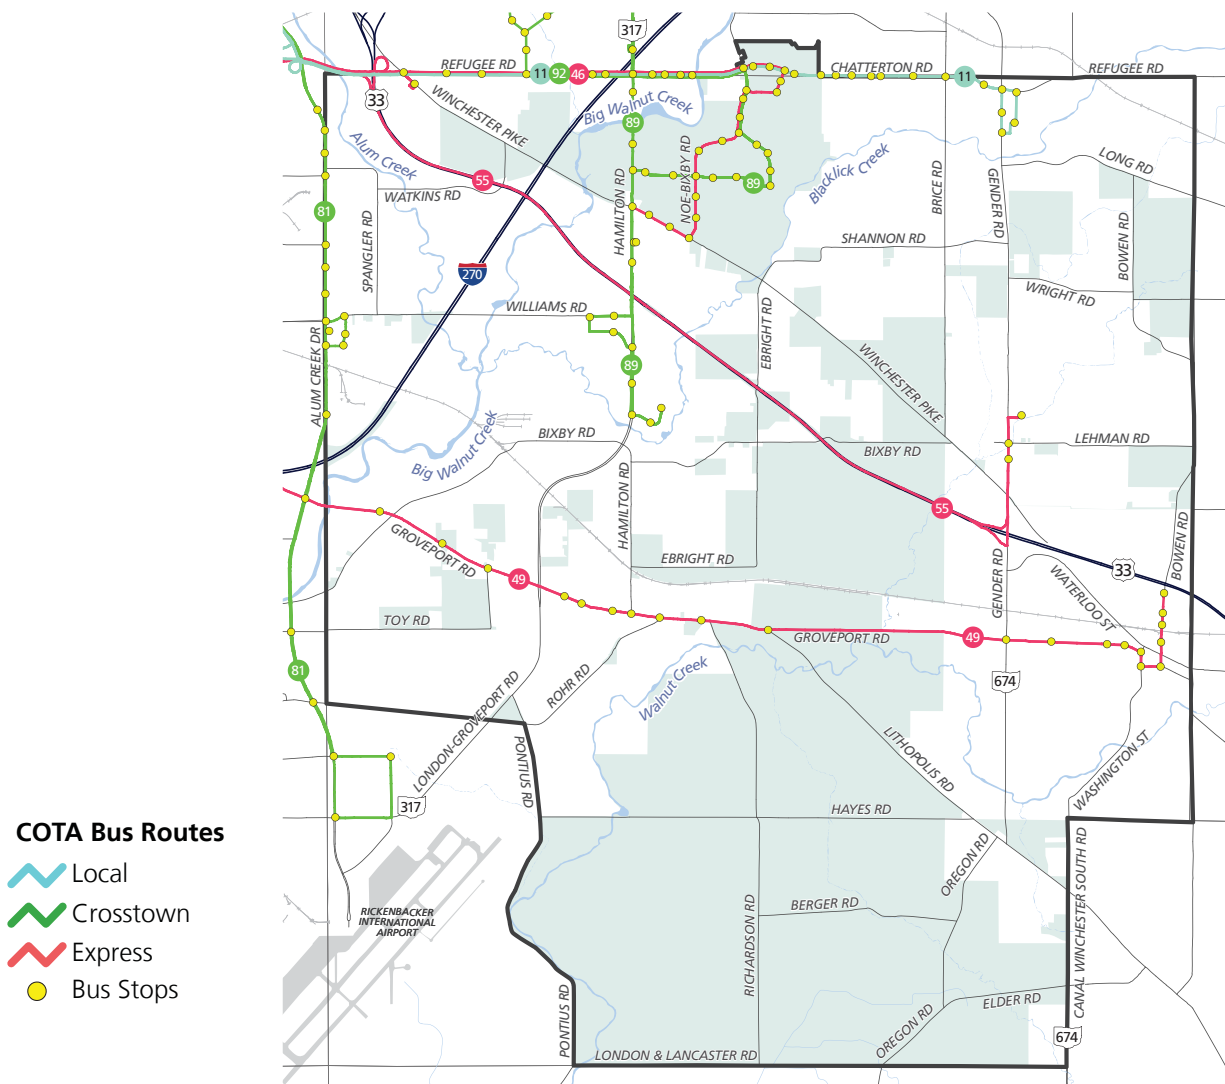 317
REFUGEE RD
11
92
46
CHATTERTON RD
11
REFUGEE RD
33
WINCHESTER PIKE
Big Walnut Creek
89
Alum Creek
NOE-BIXBY RD
Blacklick Creek
LONG RD
55
WATKINS RD
89
BRICE RD
GENDER RD
81
SPANGLER RD
HAMILTON RD
SHANNON RD
BOWEN RD
270
WILLIAMS RD
WRIGHT RD
EBRIGHT RD
ALUM CREEK DR
89
WINCHESTER PIKE
Big Walnut Creek
BIXBY RD
BIXBY RD
LEHMAN RD
HAMILTON RD
55
GROVEPORT RD
EBRIGHT RD
BOWEN RD
33
49
GENDER RD
WATERLOO ST
TOY RD
GROVEPORT RD
49
81
ROHR RD
Walnut Creek
674
LONDON-GROVEPORT RD
PONTIUS RD
LITHOPOLIS RD
WASHINGTON ST
317
HAYES RD
COTA Bus Routes
Local
Crosstown
Express
Bus Stops
OREGON RD
CANAL WINCHESTER SOUTH RD
BERGER RD
RICKENBACKER
INTERNATIONAL
AIRPORT
RICHARDSON RD
PONTIUS RD
ELDER RD
OREGON RD
674
LONDON & LANCASTER RD